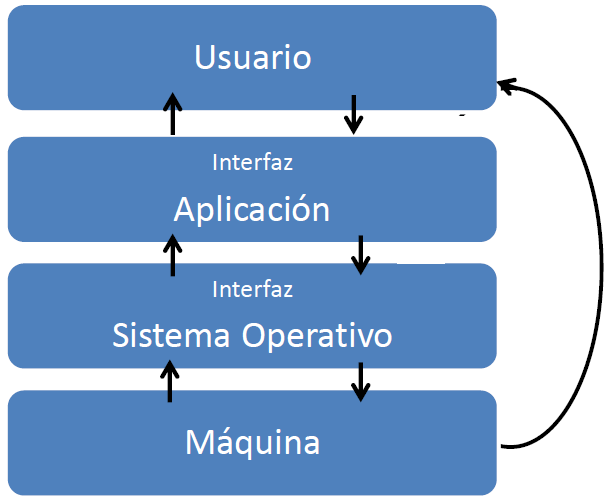 Usuario
Interfaz
Aplicación
Interfaz
Sistema Operativo
Máquina